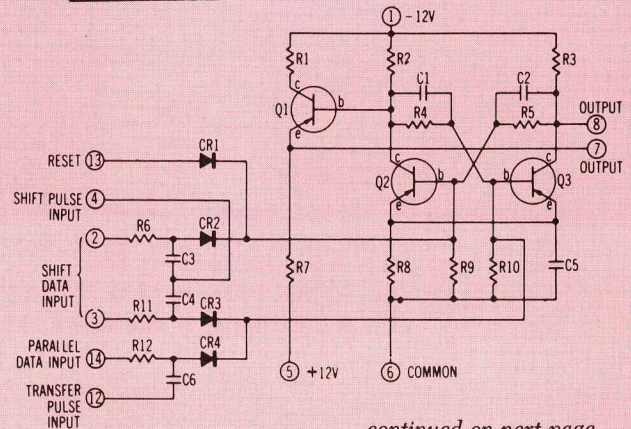 ① -12V
R1
R2
R3
C1
C2
c
Q1
b
e
R4
R5
OUTPUT
⑧
⑦
OUTPUT
RESET ⑬
CR1
SHIFT PULSE
INPUT
④
c
Q2
b
e
c
b
Q3
e
②
R6
CR2
C3
SHIFT
DATA
INPUT
R7
R8
R9
R10
C5
C4
③
R11
CR3
PARALLEL
DATA INPUT
⑭
R12
CR4
C6
TRANSFER
PULSE
INPUT
⑫
⑤ +12V
⑥ COMMON
continued on next page